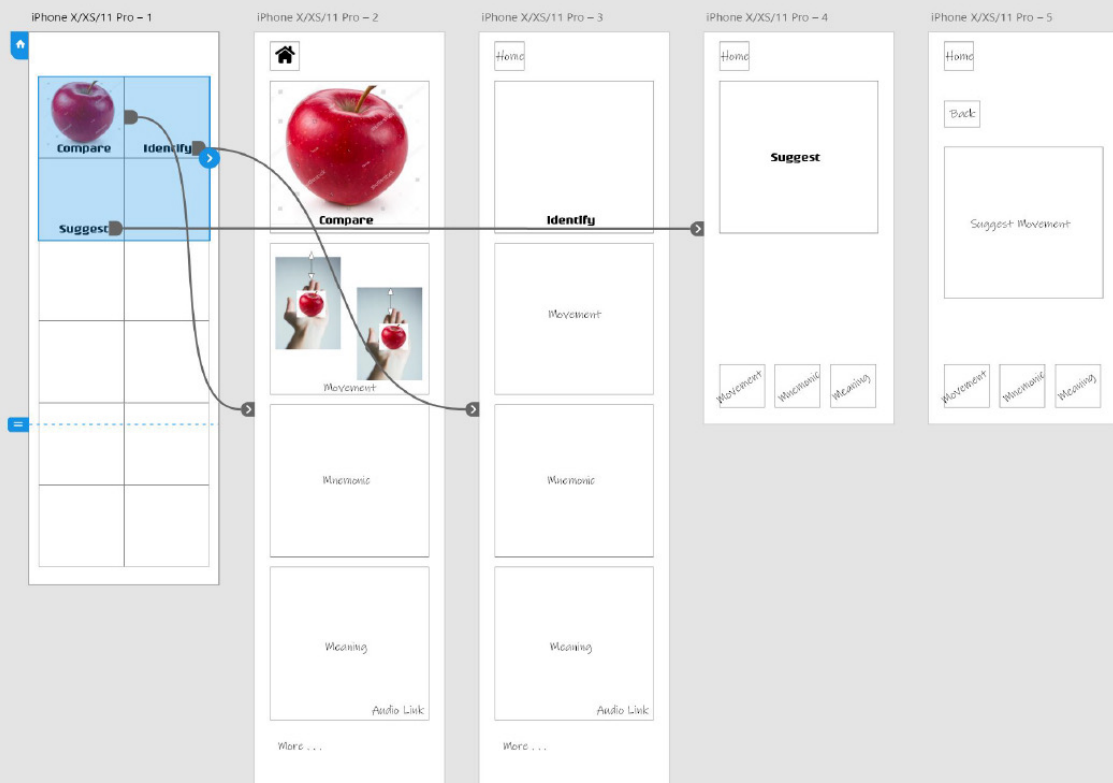 iPhone X/XS/11 Pro – 1
Compare
Identify
Suggest
iPhone X/XS/11 Pro – 2
Compare
Movement
Mnemonic
Meaning
Audio Link
More . . .
iPhone X/XS/11 Pro – 3
Home
Identify
Movement
Mnemonic
Meaning
Audio Link
More . . .
iPhone X/XS/11 Pro – 4
Home
Suggest
Movement
Mnemonic
Meaning
iPhone X/XS/11 Pro – 5
Home
Back
Suggest Movement
Movement
Mnemonic
Meaning